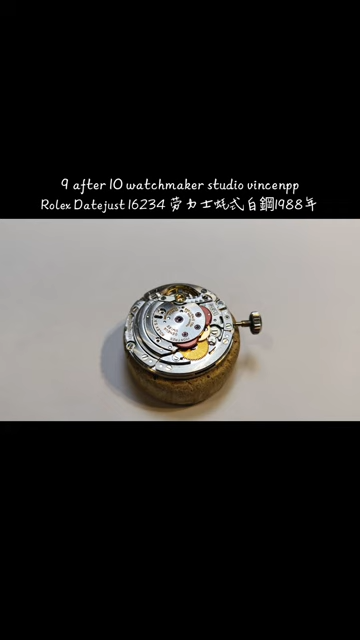 9 after 10 watchmaker studio vincenpp
Rolex Datejust 16234 劳力士蚝式自鋼1988年